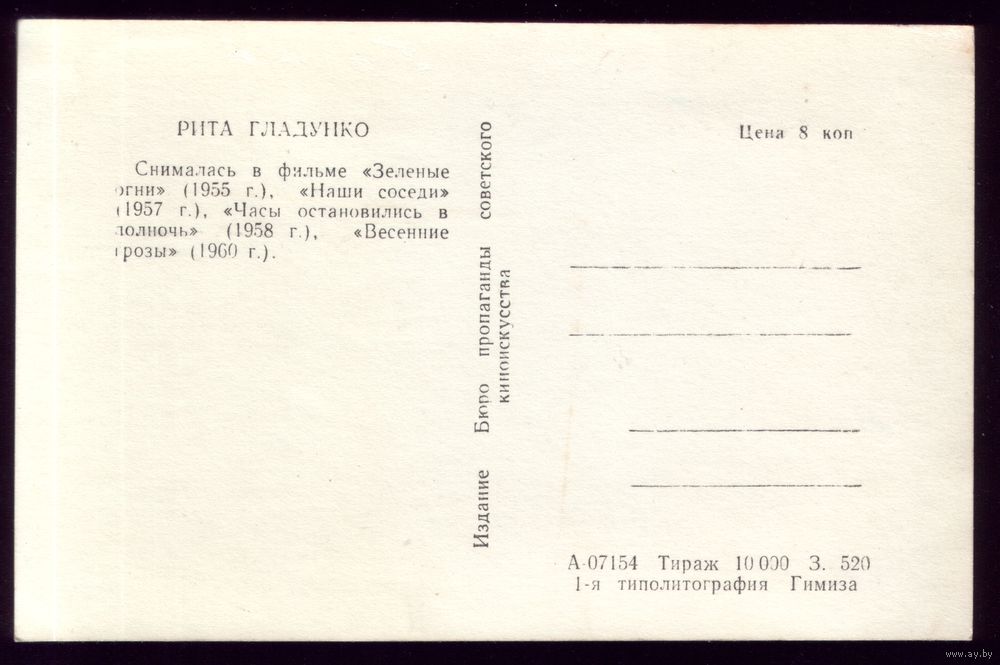 РИТА ГЛАДУНКО
Снималась в фильме «Зеленые
огни» (1955 г.), «Наши соседи»
(1957 г.), «Часы остановились в
полночь» (1958 г.), «Весенние
грозы» (1960 г.).
Издание Бюро пропаганды советского
киноискусства
Цена 8 коп
А-07154 Тираж 10 000 З. 520
1-я типолитография Гимиза
www.ay.by